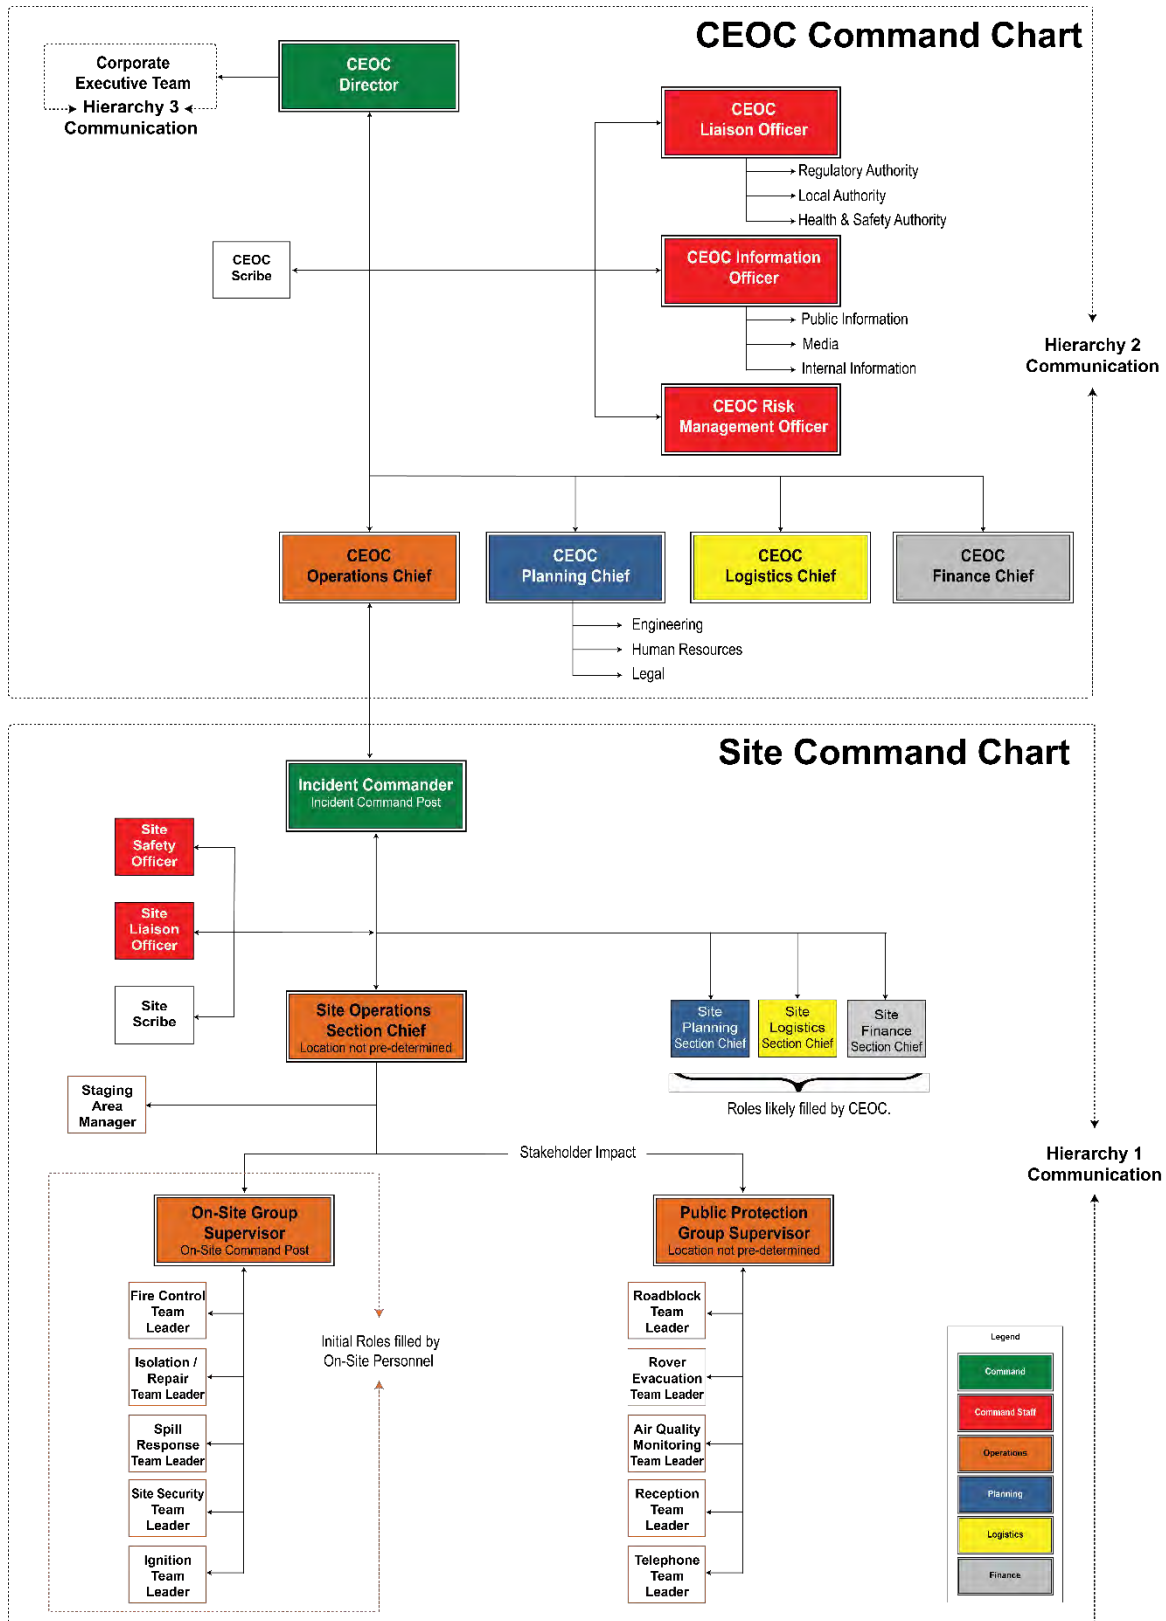 CEOC Command Chart
Corporate
Executive Team
Hierarchy 3
Communication
CEOC
Director
CEOC
Liaison Officer
Regulatory Authority
Local Authority
Health & Safety Authority
CEOC
Scribe
CEOC Information
Officer
Public Information
Media
Internal Information
Hierarchy 2
Communication
CEOC Risk
Management Officer
CEOC
Operations Chief
CEOC
Planning Chief
CEOC
Logistics Chief
CEOC
Finance Chief
Engineering
Human Resources
Legal
Site Command Chart
Incident Commander
Incident Command Post
Site
Safety
Officer
Site
Liaison
Officer
Site
Scribe
Site Operations
Section Chief
Location not pre-determined
Site
Planning
Section Chief
Site
Logistics
Section Chief
Site
Finance
Section Chief
Roles likely filled by CEOC.
Staging
Area
Manager
Stakeholder Impact
Hierarchy 1
Communication
On-Site Group
Supervisor
On-Site Command Post
Public Protection
Group Supervisor
Location not pre-determined
Fire Control
Team
Leader
Isolation /
Repair
Team Leader
Spill
Response
Team Leader
Site Security
Team
Leader
Ignition
Team
Leader
Initial Roles filled by
On-Site Personnel
Roadblock
Team
Leader
Rover
Evacuation
Team Leader
Air Quality
Monitoring
Team Leader
Reception
Team
Leader
Telephone
Team
Leader
Legend
Command
Command Staff
Operations
Planning
Logistics
Finance